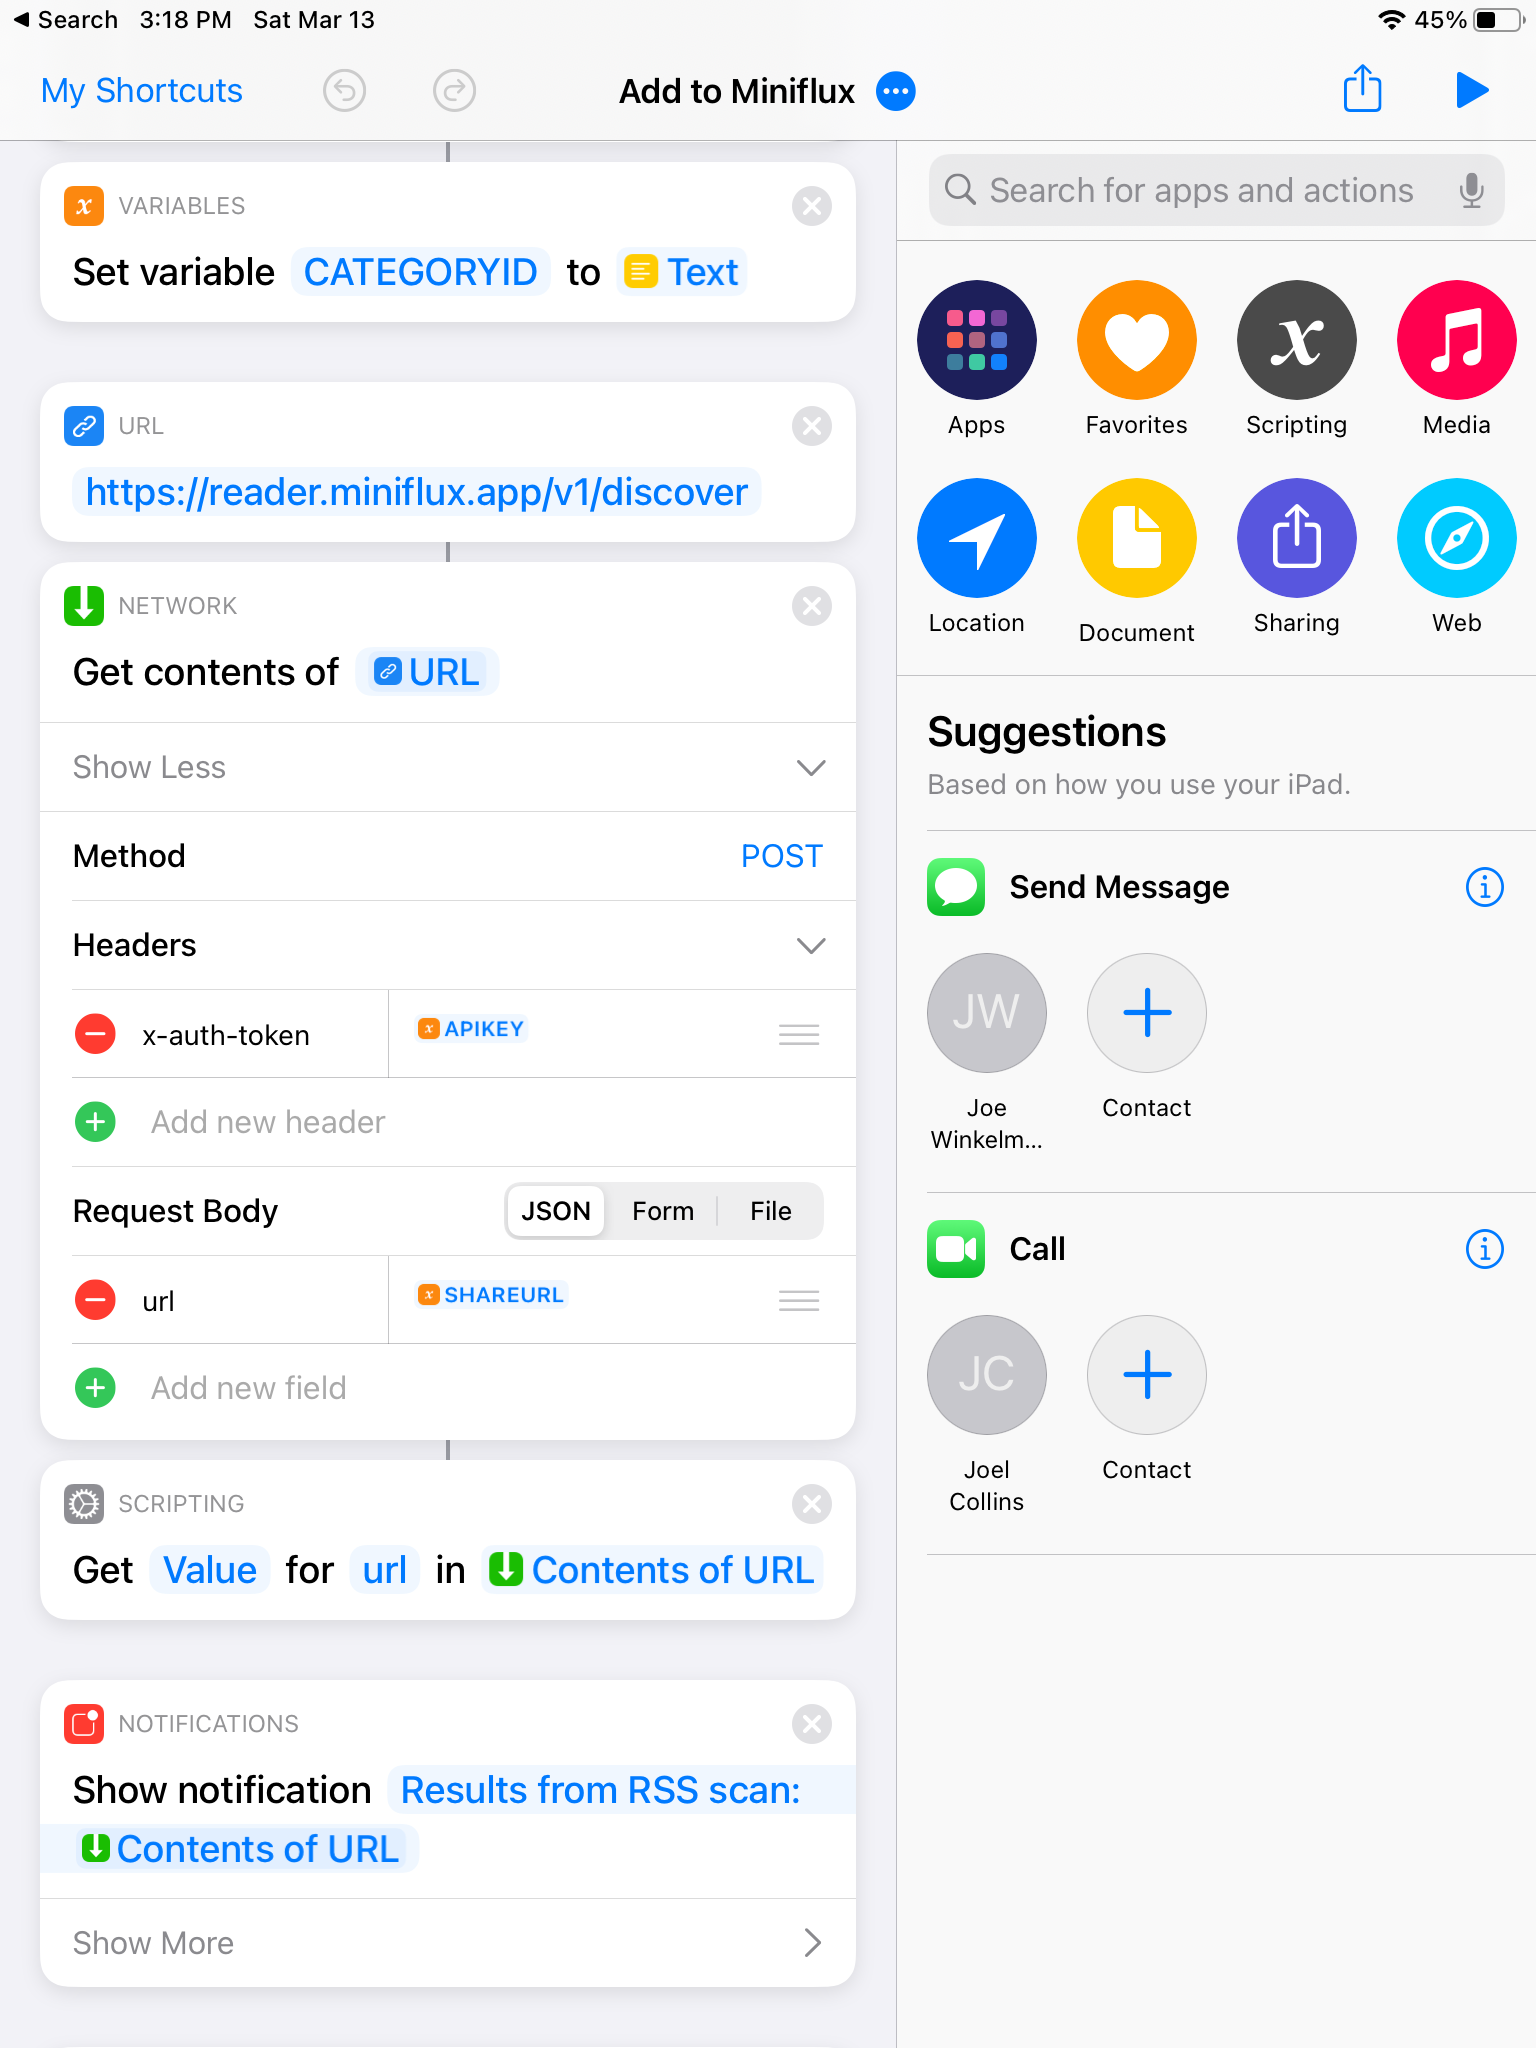 Search 3:18 PM Sat Mar 13 45%
My Shortcuts Add to Miniflux
VARIABLES
Set variable CATEGORYID to Text
URL
https://reader.miniflux.app/v1/discover
NETWORK
Get contents of URL
Show Less
Method POST
Headers
x-auth-token APIKEY
Add new header
Request Body JSON Form File
url SHAREURL
Add new field
SCRIPTING
Get Value for url in Contents of URL
NOTIFICATIONS
Show notification Results from RSS scan:
Contents of URL
Show More
Search for apps and actions
Apps Favorites Scripting Media
Location Document Sharing Web
Suggestions
Based on how you use your iPad.
Send Message
JW
Joe Contact
Winkelm...
Call
JC
Joel Contact
Collins